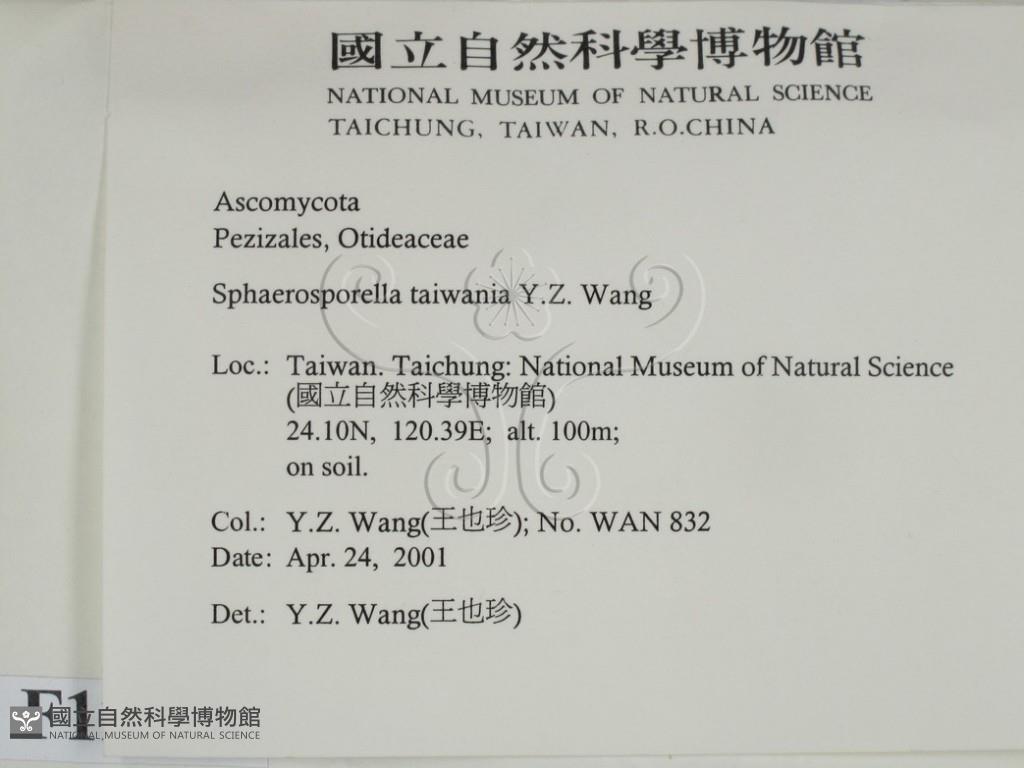 國立自然科學博物館
NATIONAL MUSEUM OF NATURAL SCIENCE
TAICHUNG, TAIWAN, R.O.CHINA
Ascomycota
Pezizales, Otideaceae
Sphaerosporella taiwania Y.Z. Wang
Loc.: Taiwan. Taichung: National Museum of Natural Science
(國立自然科學博物館)
24.10N, 120.39E; alt. 100m;
on soil.
Col.: Y.Z. Wang(王也珍); No. WAN 832
Date: Apr. 24, 2001
Det.: Y.Z. Wang(王也珍)
F1
國立自然科學博物館
NATIONAL MUSEUM OF NATURAL SCIENCE